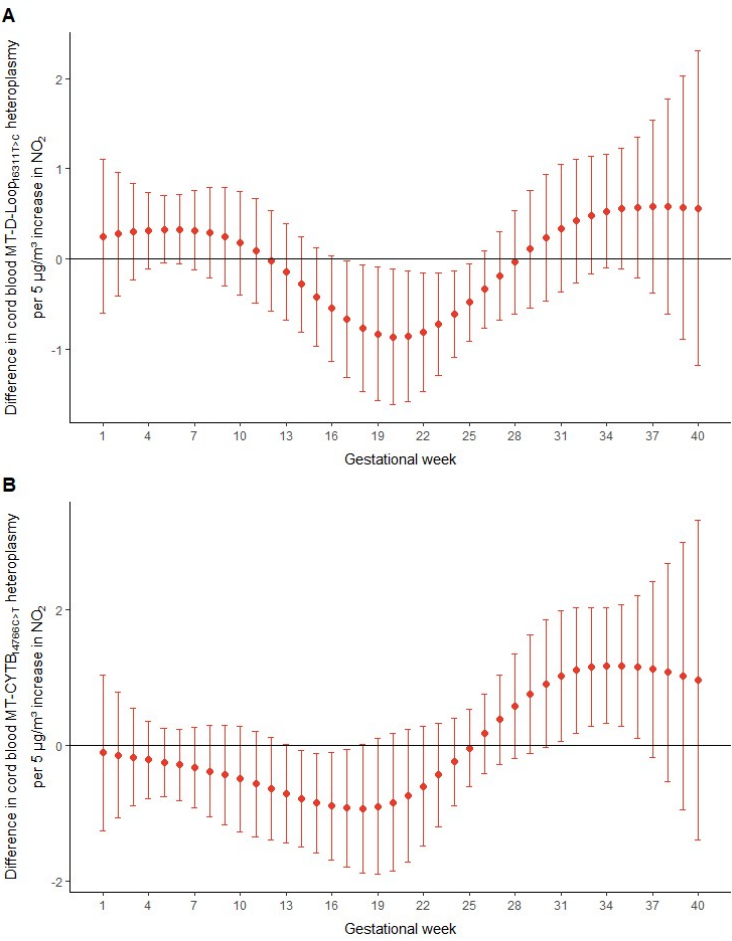 A
Difference in cord blood MT-D-Loop16311T>C heteroplasmy
per 5 µg/m³ increase in NO2
2
1
0
-1
1 4 7 10 13 16 19 22 25 28 31 34 37 40
Gestational week
B
Difference in cord blood MT-CYTB14766C>T heteroplasmy
per 5 µg/m³ increase in NO2
2
0
-2
1 4 7 10 13 16 19 22 25 28 31 34 37 40
Gestational week